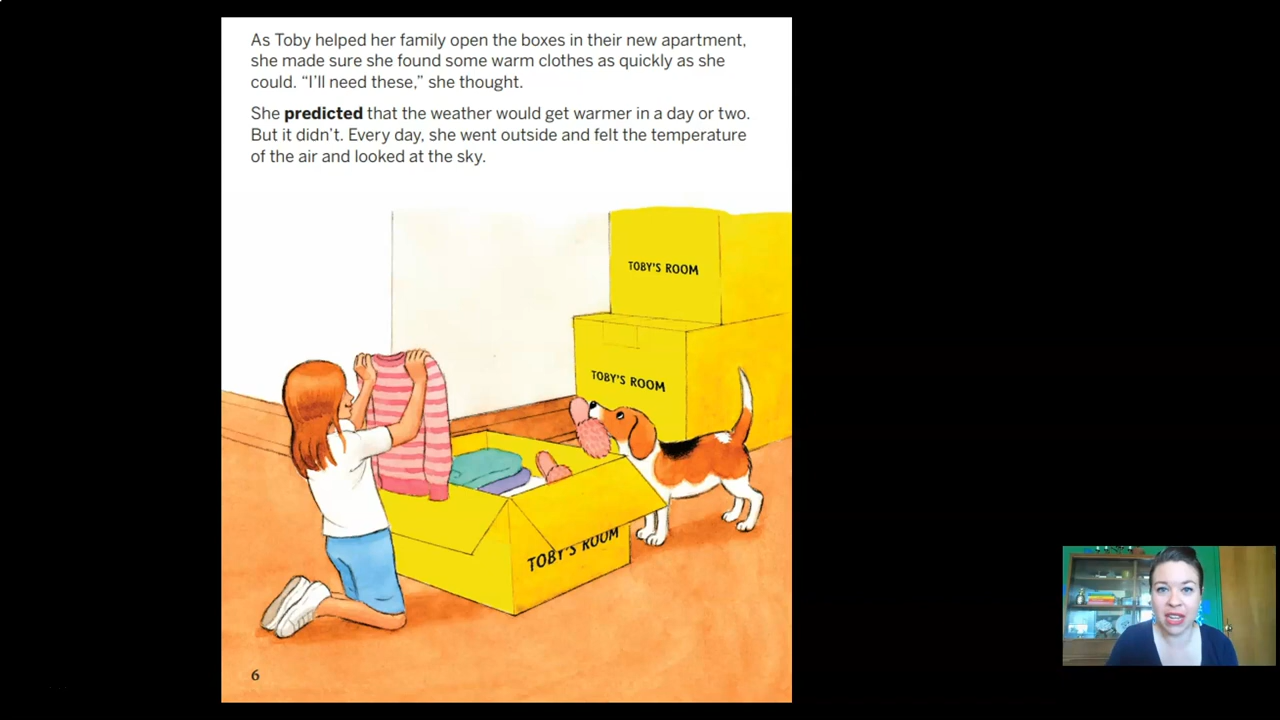 As Toby helped her family open the boxes in their new apartment,
she made sure she found some warm clothes as quickly as she
could. “I’ll need these,” she thought.
She predicted that the weather would get warmer in a day or two.
But it didn’t. Every day, she went outside and felt the temperature
of the air and looked at the sky.
TOBY'S ROOM
TOBY'S ROOM
TOBY'S ROOM
6